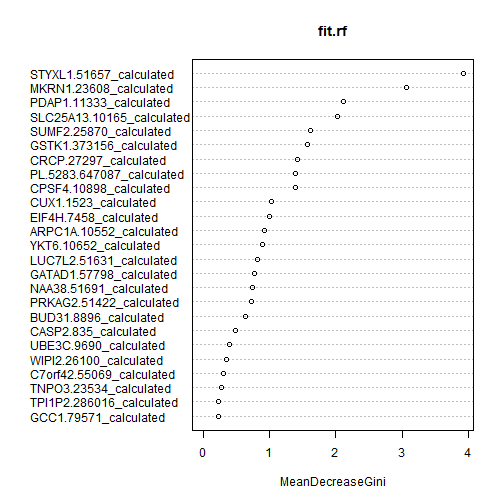 fit.rf
STYXL1.51657_calculated
MKRN1.23608_calculated
PDAP1.11333_calculated
SLC25A13.10165_calculated
SUMF2.25870_calculated
GSTK1.373156_calculated
CRCP.27297_calculated
PL.5283.647087_calculated
CPSF4.10898_calculated
CUX1.1523_calculated
EIF4H.7458_calculated
ARPC1A.10552_calculated
YKT6.10652_calculated
LUC7L2.51631_calculated
GATAD1.57798_calculated
NAA38.51691_calculated
PRKAG2.51422_calculated
BUD31.8896_calculated
CASP2.835_calculated
UBE3C.9690_calculated
WIPI2.26100_calculated
C7orf42.55069_calculated
TNPO3.23534_calculated
TPI1P2.286016_calculated
GCC1.79571_calculated
0 1 2 3 4
MeanDecreaseGini